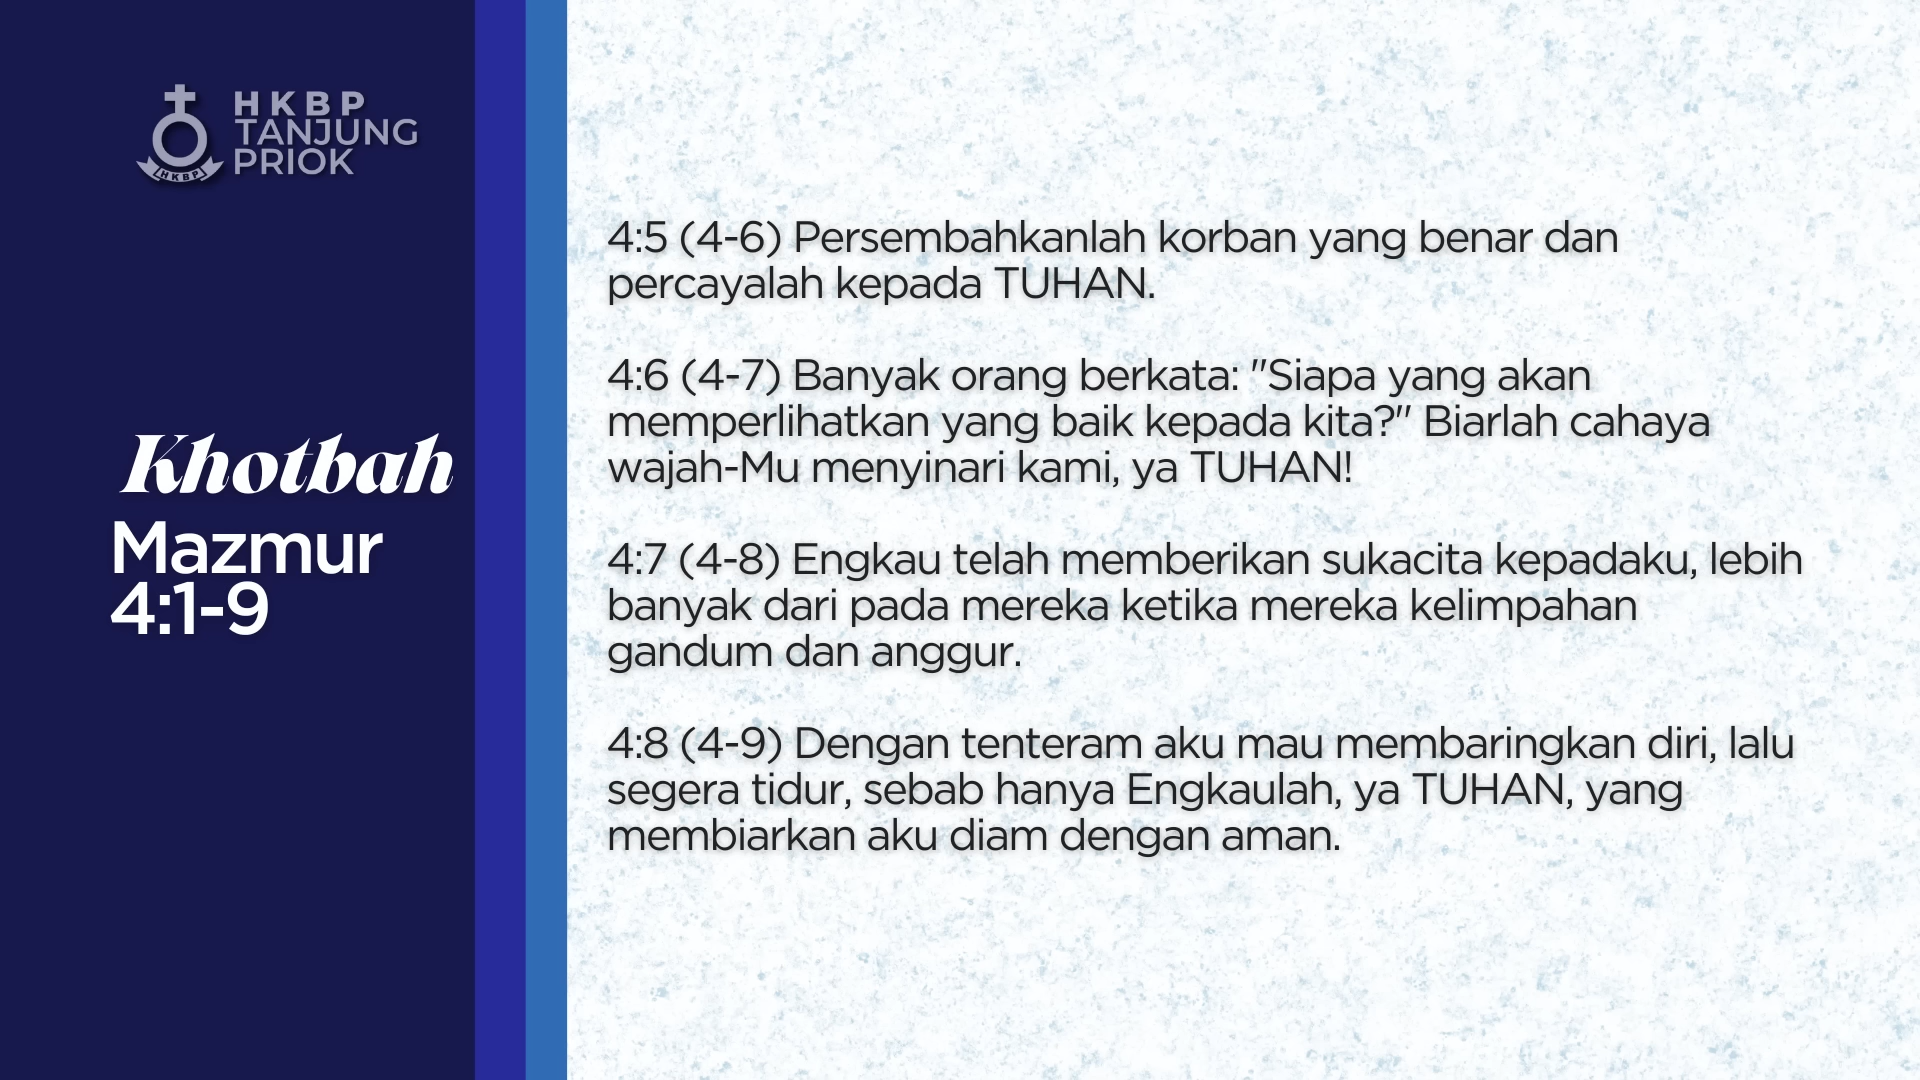 HKBP
TANJUNG
PRIOK
HKBP
Khotbah
Mazmur
4:1-9
4:5 (4-6) Persembahkanlah korban yang benar dan
percayalah kepada TUHAN.
4:6 (4-7) Banyak orang berkata: "Siapa yang akan
memperlihatkan yang baik kepada kita?" Biarlah cahaya
wajah-Mu menyinari kami, ya TUHAN!
4:7 (4-8) Engkau telah memberikan sukacita kepadaku, lebih
banyak dari pada mereka ketika mereka kelimpahan
gandum dan anggur.
4:8 (4-9) Dengan tenteram aku mau membaringkan diri, lalu
segera tidur, sebab hanya Engkaulah, ya TUHAN, yang
membiarkan aku diam dengan aman.